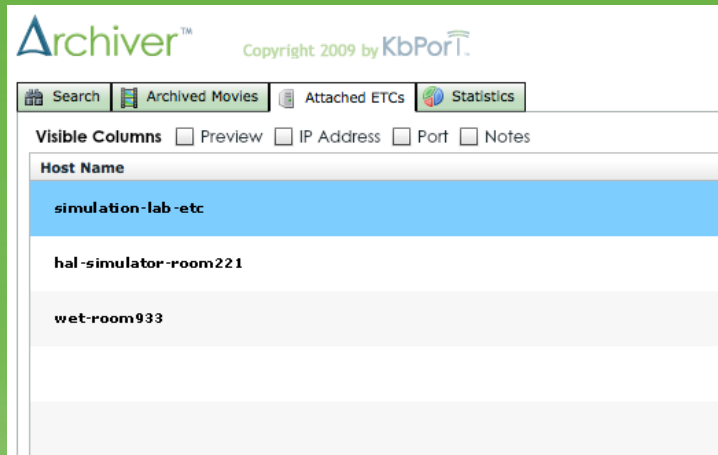 Archiver™ Copyright 2009 by KbPort
Search Archived Movies Attached ETCs Statistics
Visible Columns Preview IP Address Port Notes
Host Name
simulation-lab-etc
hal-simulator-room221
wet-room933